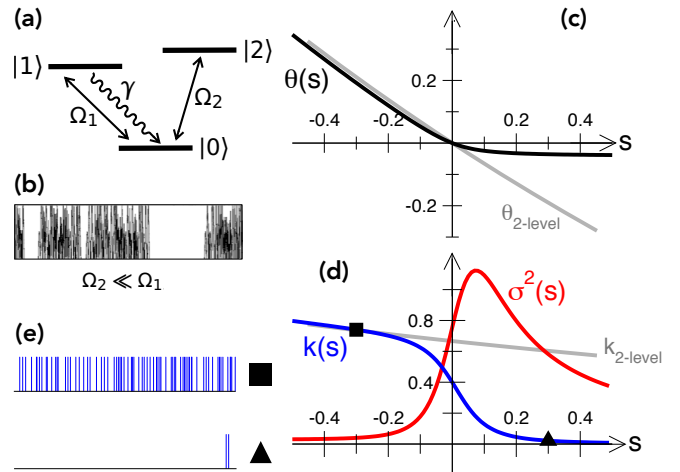 (a)
|1⟩
|2⟩
γ
Ω₁
Ω₂
|0⟩
(b)
Ω₂ ≪ Ω₁
(e)
(c)
θ(s)
0.2
-0.4
-0.2
0.2
0.4
s
-0.2
θ2-level
(d)
σ²(s)
0.8
k(s)
k2-level
0.4
-0.4
-0.2
0.2
0.4
s